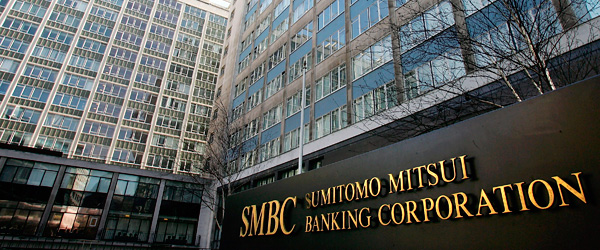 SMBC SUMITOMO MITSUI
BANKING CORPORATION